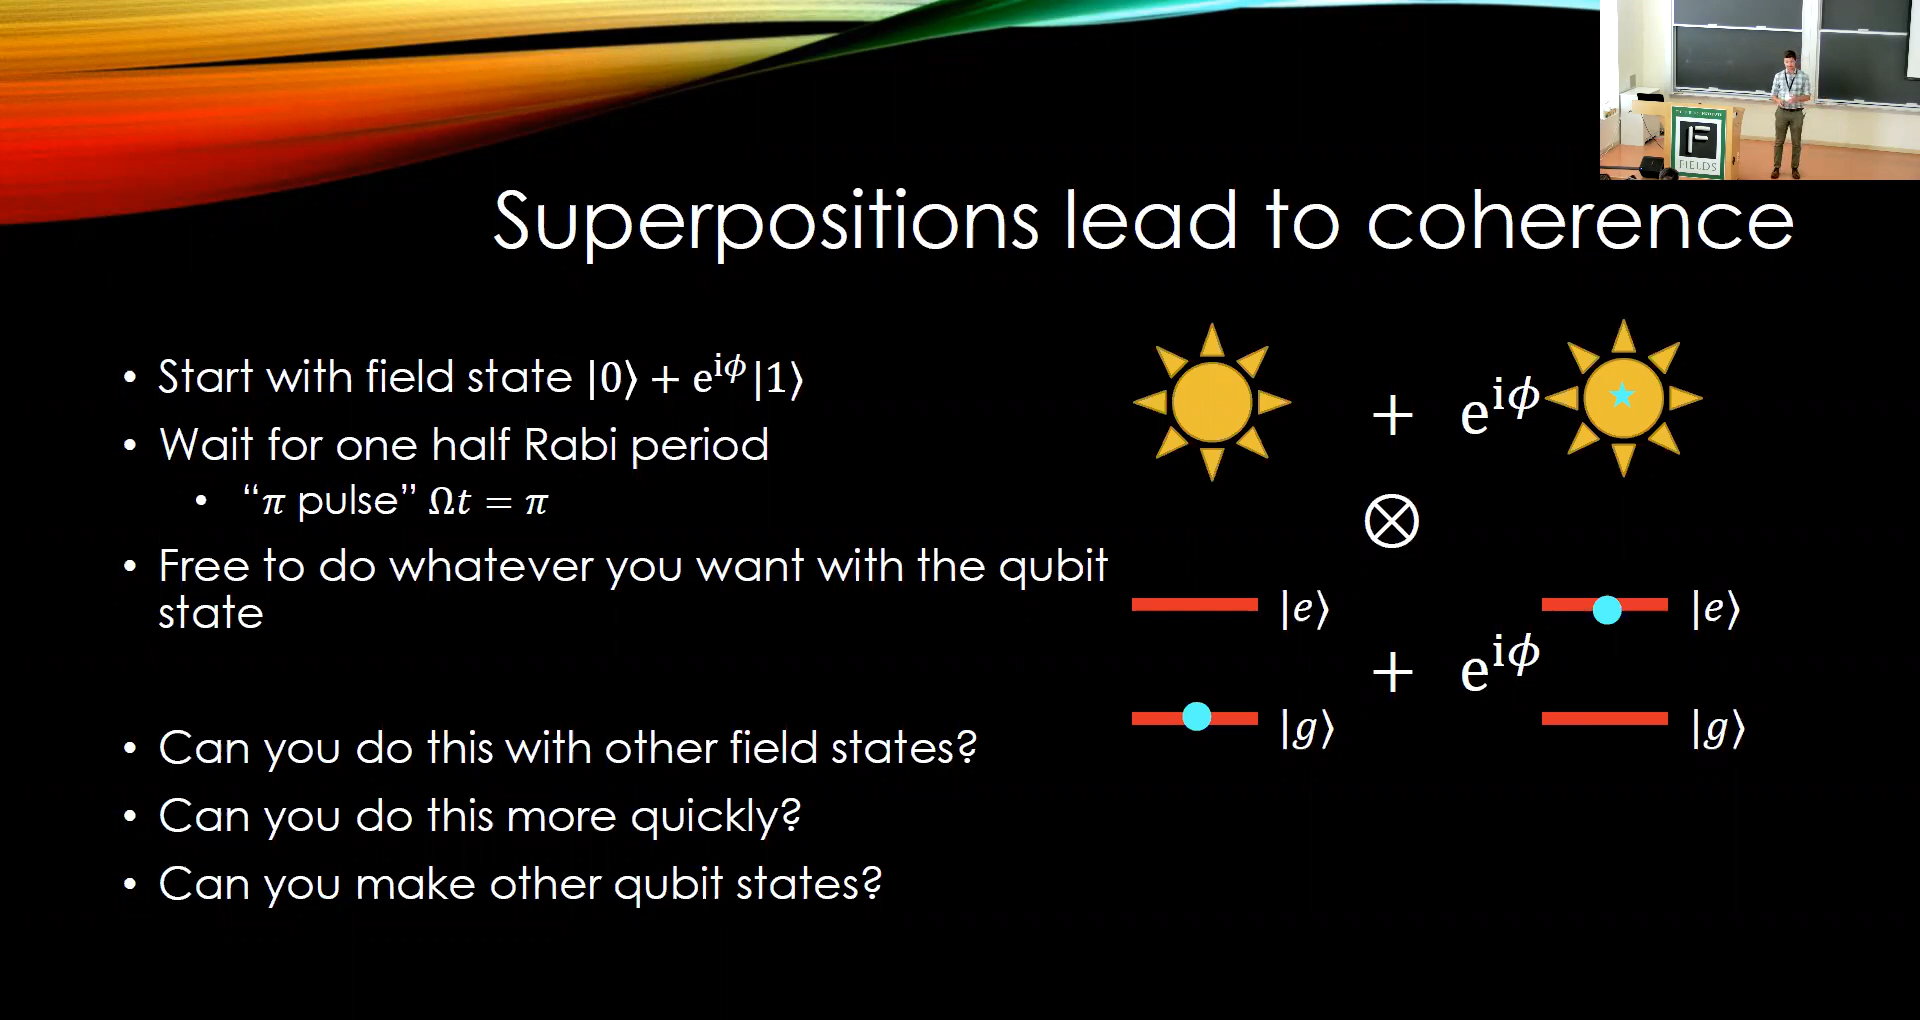 Superpositions lead to coherence
• Start with field state |0⟩ + e^{iϕ}|1⟩
• Wait for one half Rabi period
• “π pulse” Ωt = π
• Free to do whatever you want with the qubit
state
• Can you do this with other field states?
• Can you do this more quickly?
• Can you make other qubit states?
+ e^{iϕ}
⊗
|e⟩ |e⟩
+ e^{iϕ}
|g⟩ |g⟩
F
FIELDS